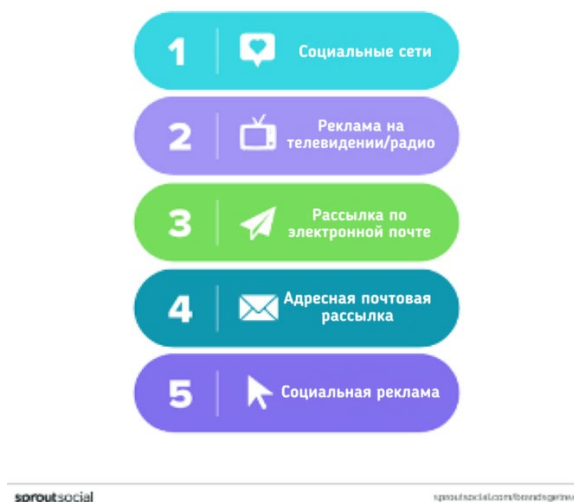 1
Социальные сети
2
Реклама на
телевидении/радио
3
Рассылка по
электронной почте
4
Адресная почтовая
рассылка
5
Социальная реклама
sproutsocial